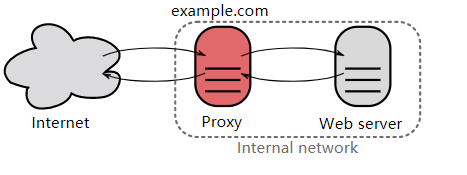 example.com
Internet
Proxy
Web server
Internal network